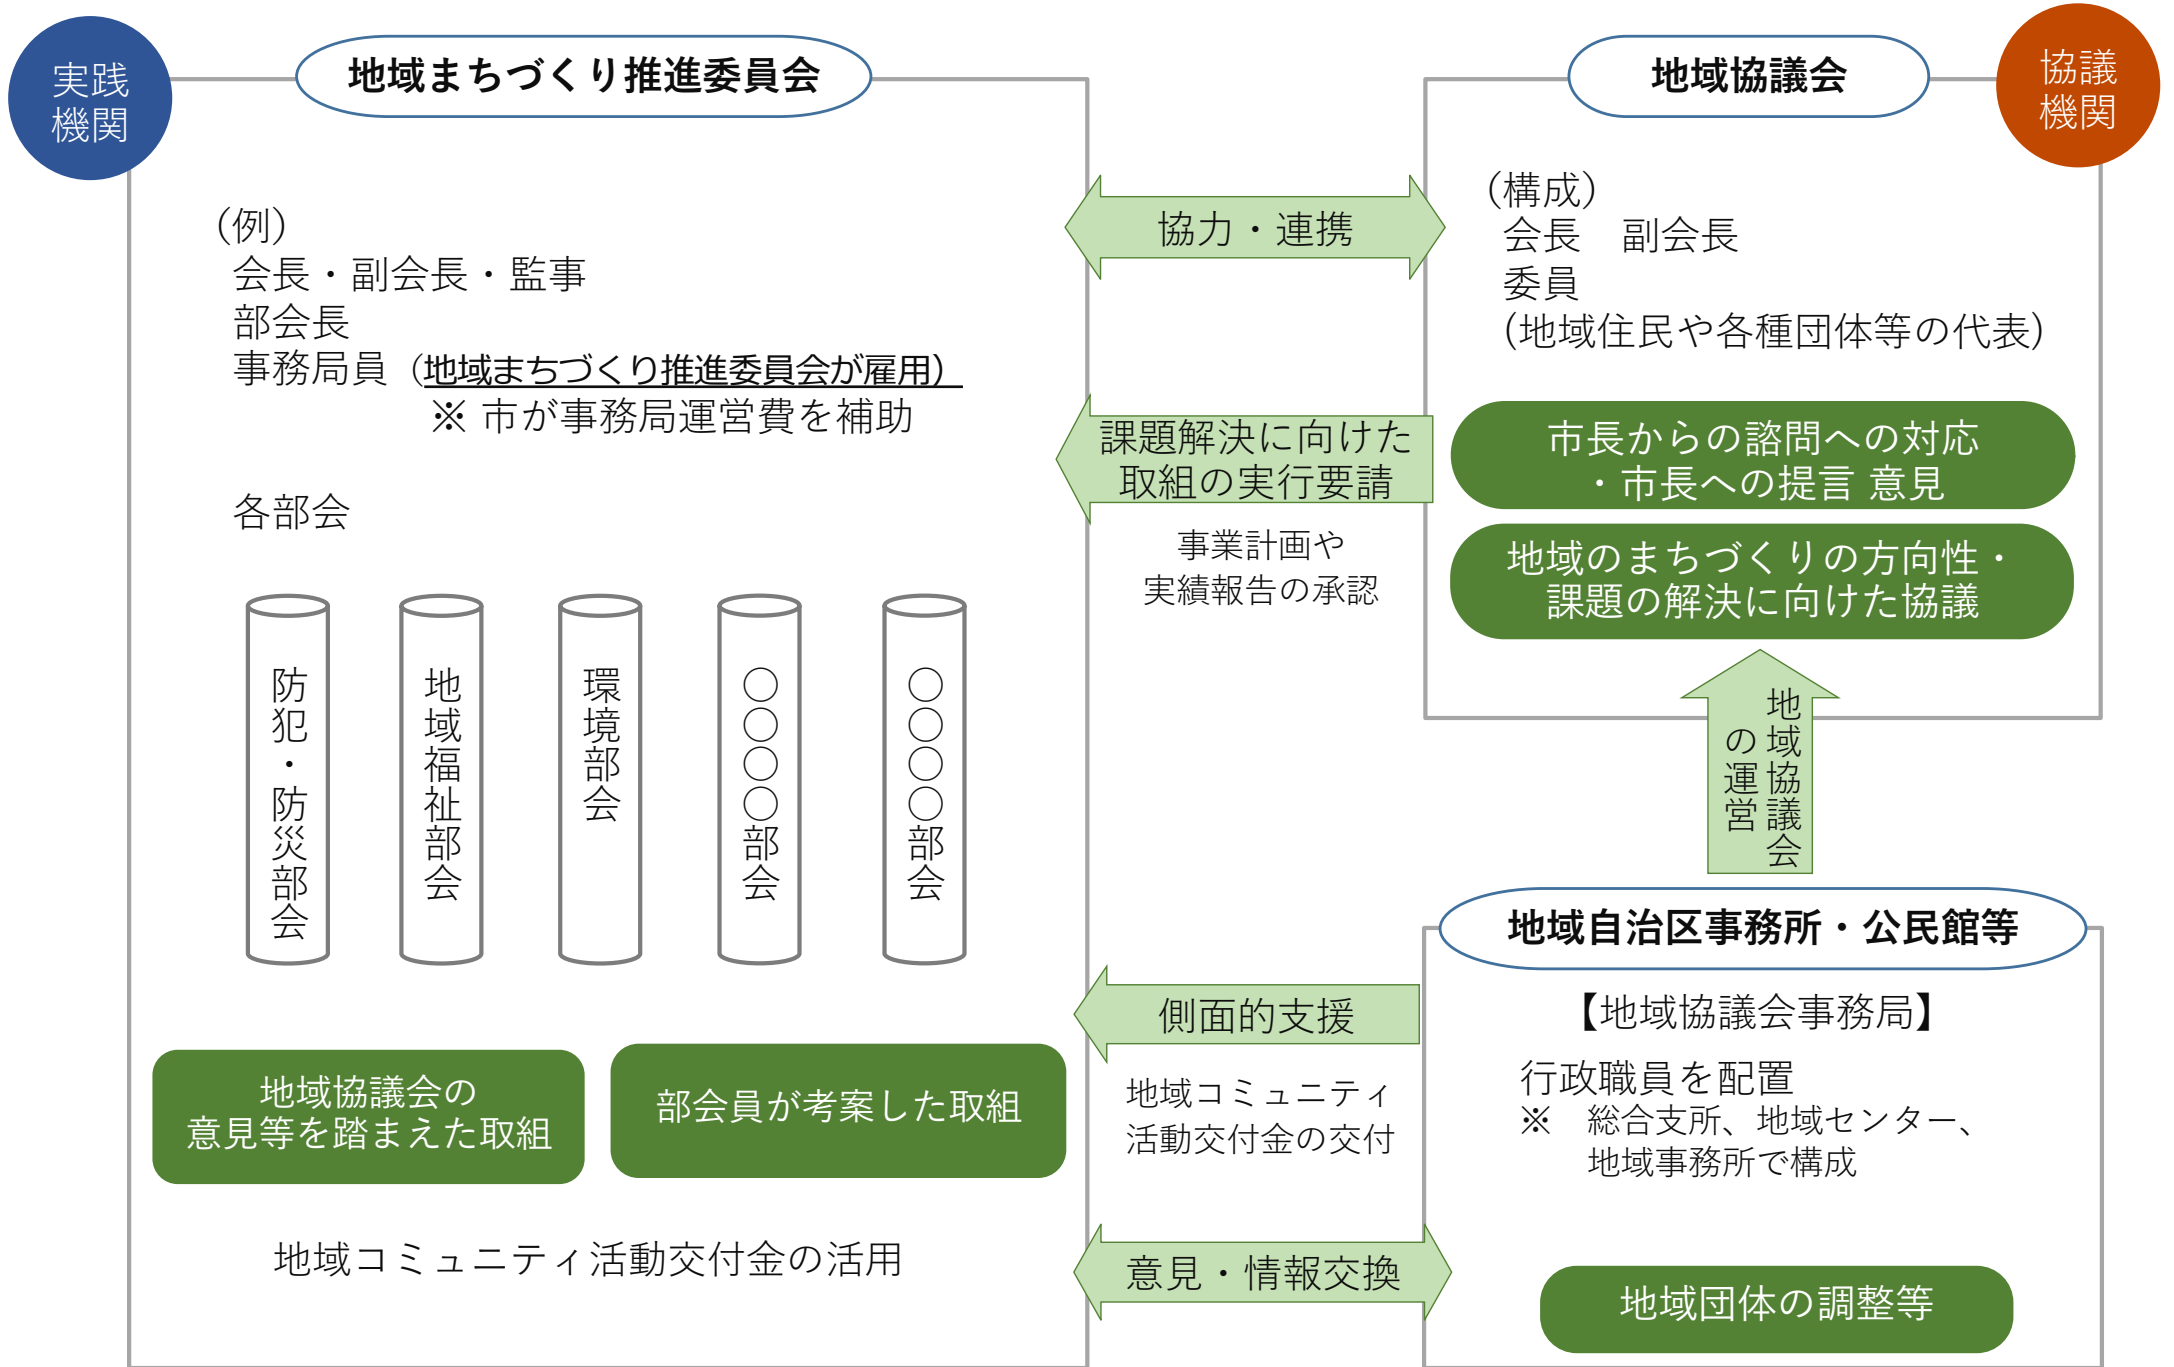 実践
機関
地域まちづくり推進委員会
(例)
会長・副会長・監事
部会長
事務局員（地域まちづくり推進委員会が雇用）
※ 市が事務局運営費を補助
各部会
防犯・防災部会
地域福祉部会
環境部会
〇〇〇〇部会
〇〇〇〇部会
地域協議会の
意見等を踏まえた取組
部会員が考案した取組
地域コミュニティ活動交付金の活用
協力・連携
課題解決に向けた
取組の実行要請
事業計画や
実績報告の承認
側面的支援
地域コミュニティ
活動交付金の交付
意見・情報交換
地域協議会
協議
機関
(構成)
会長　副会長
委員
(地域住民や各種団体等の代表)
市長からの諮問への対応
・市長への提言 意見
地域のまちづくりの方向性・
課題の解決に向けた協議
地域協議会
の運営
地域自治区事務所・公民館等
【地域協議会事務局】
行政職員を配置
※　総合支所、地域センター、
地域事務所で構成
地域団体の調整等